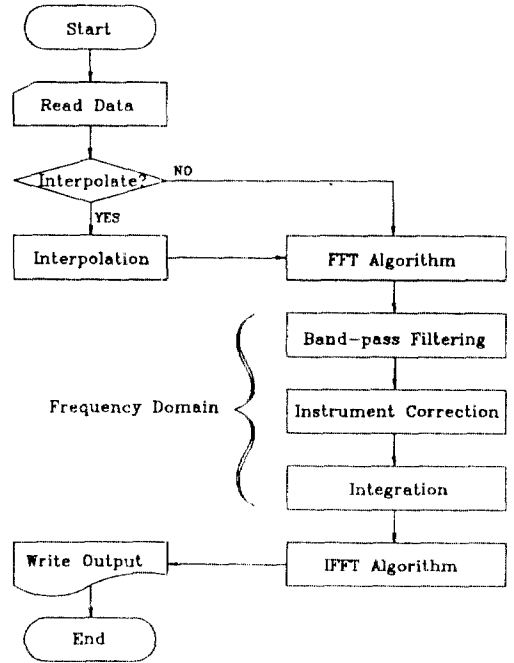 Start
Read Data
Interpolate?
NO
YES
Interpolation
FFT Algorithm
Band-pass Filtering
Frequency Domain
Instrument Correction
Integration
Write Output
IFFT Algorithm
End